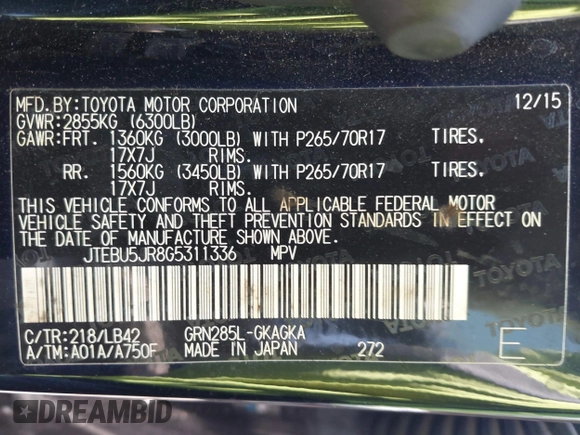 MFD.BY:TOYOTA MOTOR CORPORATION 12/15
GVWR:2855KG (6300LB)
GAWR:FRT. 1360KG (3000LB) WITH P265/70R17 TIRES.
17X7J RIMS.
RR. 1560KG (3450LB) WITH P265/70R17 TIRES.
17X7J RIMS.
THIS VEHICLE CONFORMS TO ALL APPLICABLE FEDERAL MOTOR
VEHICLE SAFETY AND THEFT PREVENTION STANDARDS IN EFFECT ON
THE DATE OF MANUFACTURE SHOWN ABOVE.
JTEBU5JR8G5311336 MPV
C/TR:218/LB42 GRN285L-GKAGKA
A/TM:A01A/A750F MADE IN JAPAN 272 E
DREAMBID